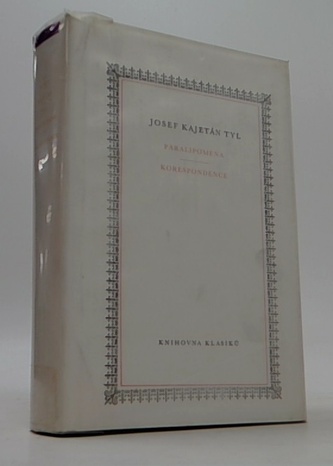 JOSEF KAJETÁN TYL
PARALIPOMENA
KORESPONDENCE
KNIHOVNA KLASIKŮ